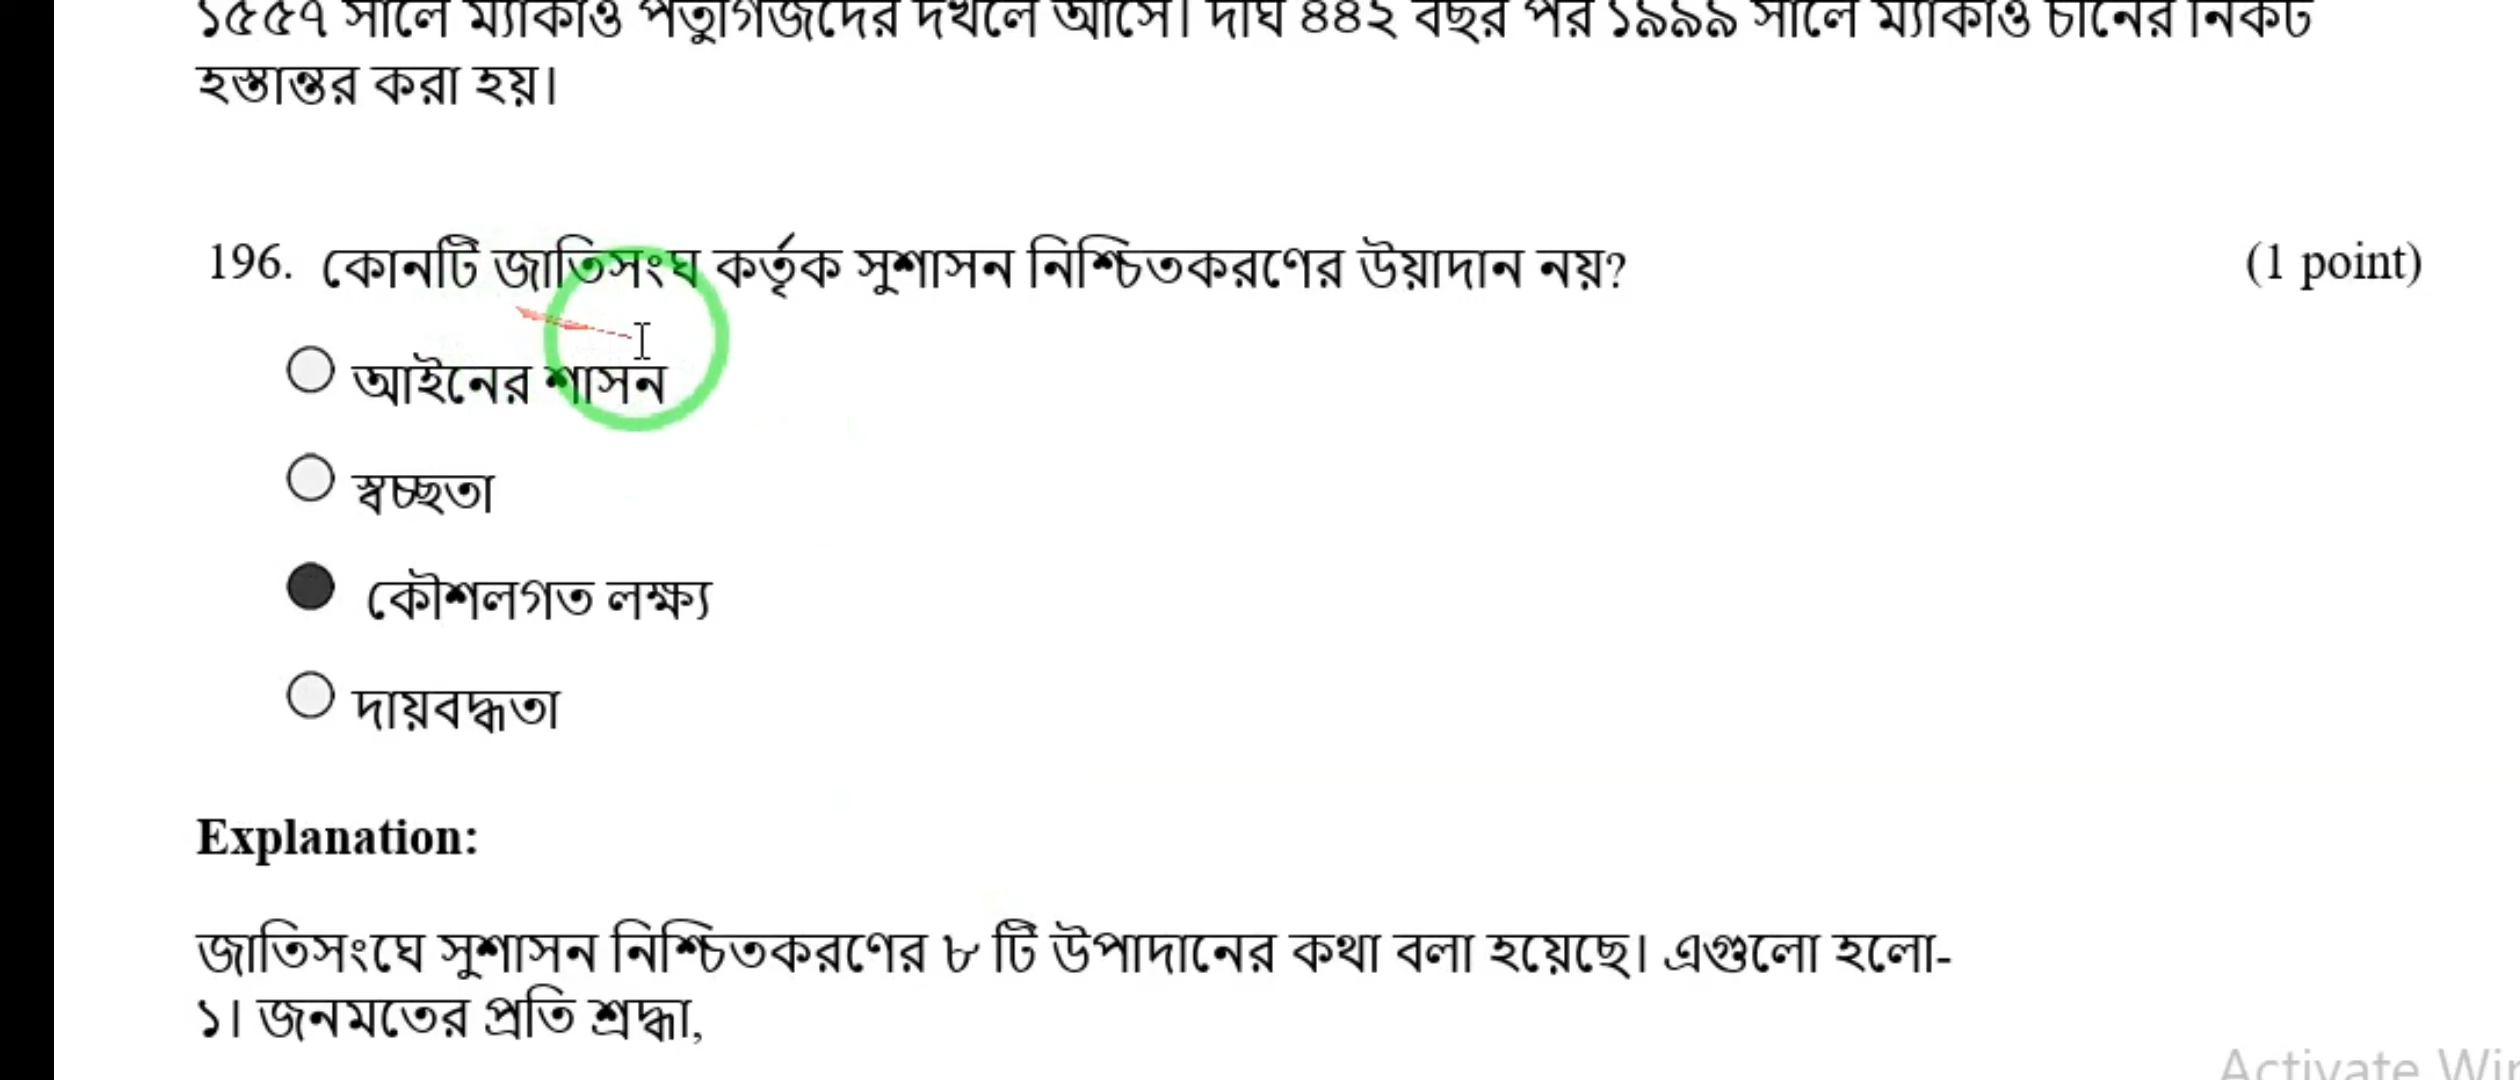 ১৫৫৭ সালে ম্যাকাও পর্তুগিজদের দখলে আসে। দীর্ঘ ৪৪২ বছর পর ১৯৯৯ সালে ম্যাকাও চীনের নিকট
হস্তান্তর করা হয়।
196. কোনটি জাতিসংঘ কর্তৃক সুশাসন নিশ্চিতকরণের উয়াদান নয়? (1 point)
আইনের শাসন
স্বচ্ছতা
কৌশলগত লক্ষ্য
দায়বদ্ধতা
Explanation:
জাতিসংঘে সুশাসন নিশ্চিতকরণের ৮ টি উপাদানের কথা বলা হয়েছে। এগুলো হলো-
১। জনমতের প্রতি শ্রদ্ধা,
Activate Win